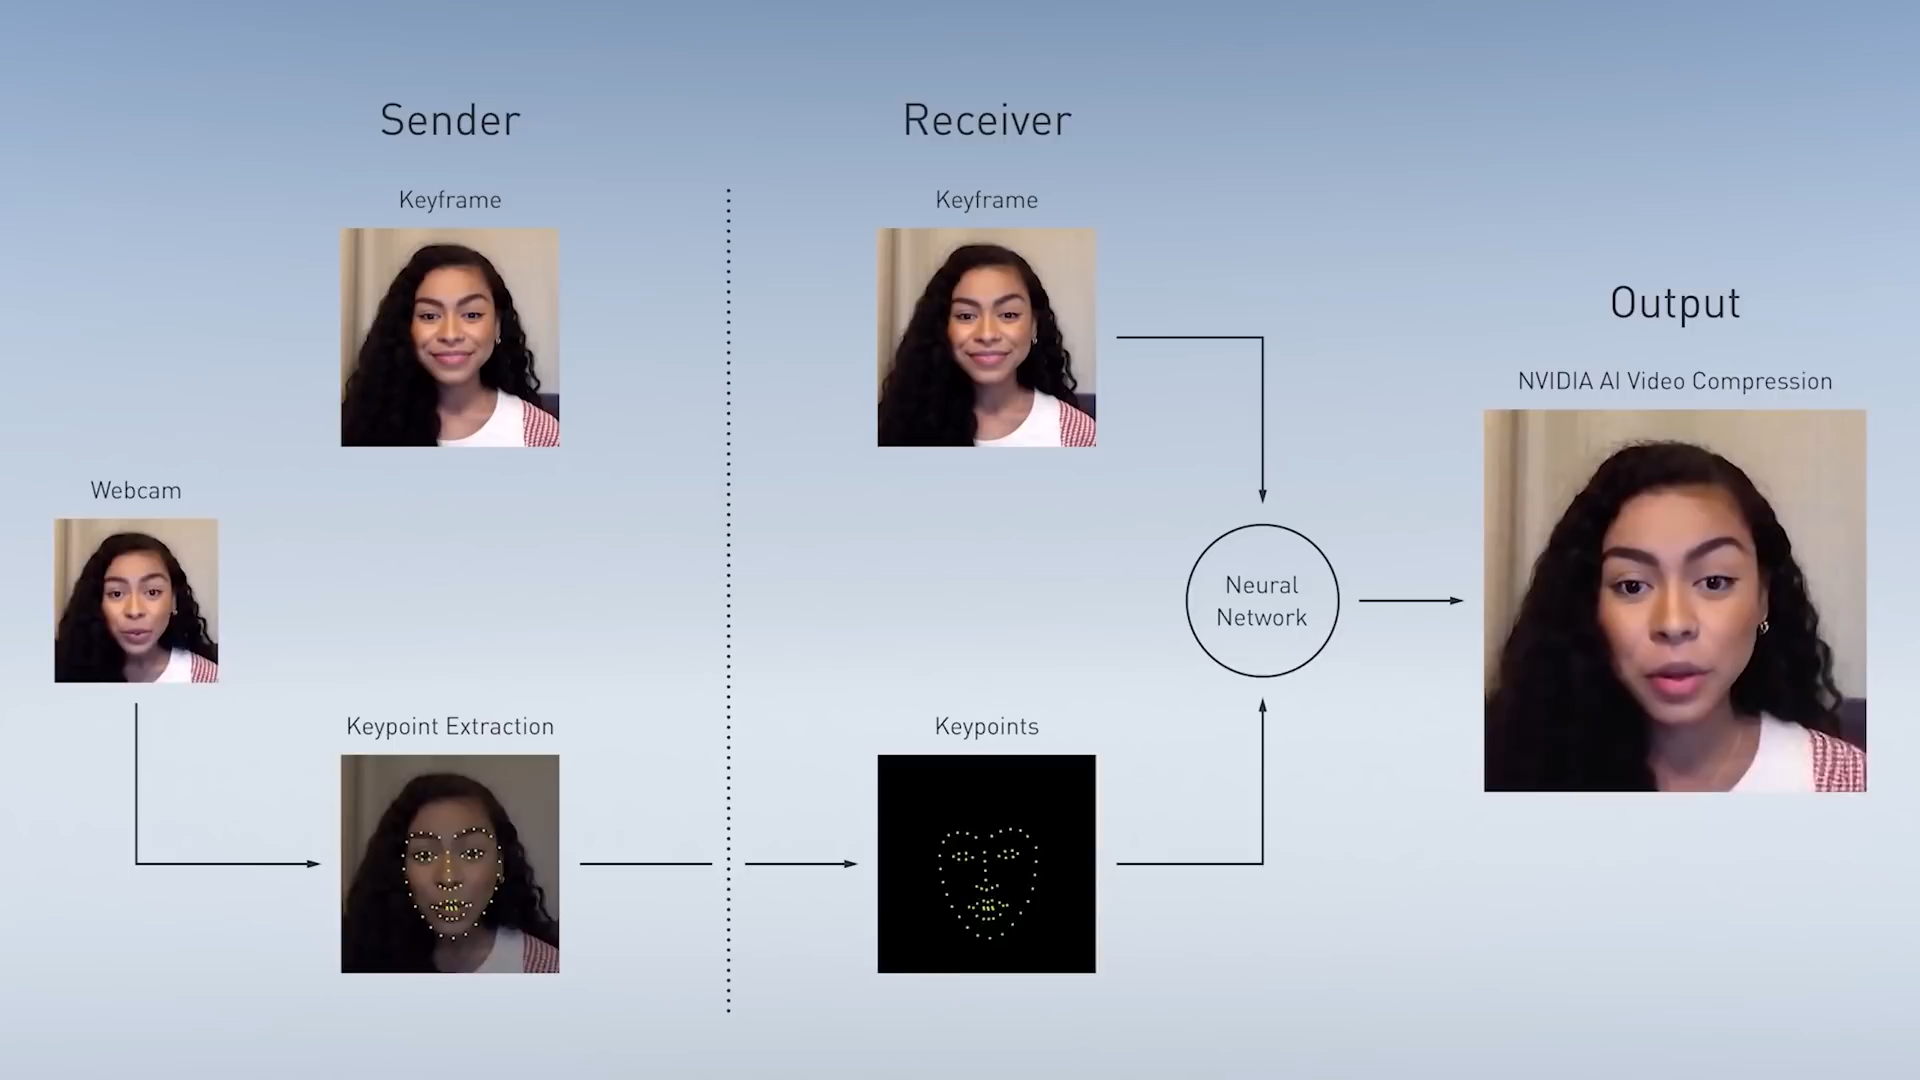 Sender
Receiver
Keyframe
Keyframe
Output
NVIDIA AI Video Compression
Webcam
Neural
Network
Keypoint Extraction
Keypoints